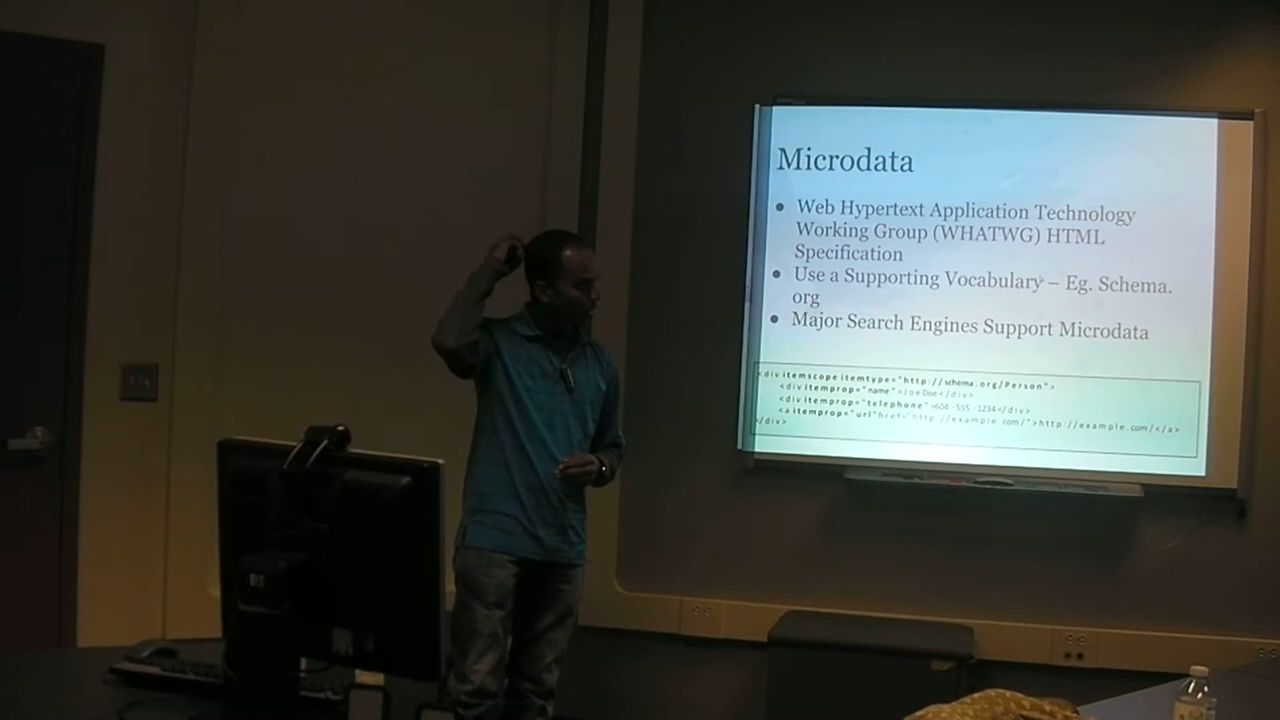 Microdata
● Web Hypertext Application Technology
Working Group (WHATWG) HTML
Specification
● Use a Supporting Vocabulary – Eg. Schema.
org
● Major Search Engines Support Microdata
<div itemscope itemtype="http://schema.org/Person">
<div itemprop="name">Joe Doe</div>
<div itemprop="telephone">604-555-1234</div>
<a itemprop="url"href="http://example.com/">http://example.com/</a>
</div>
hp